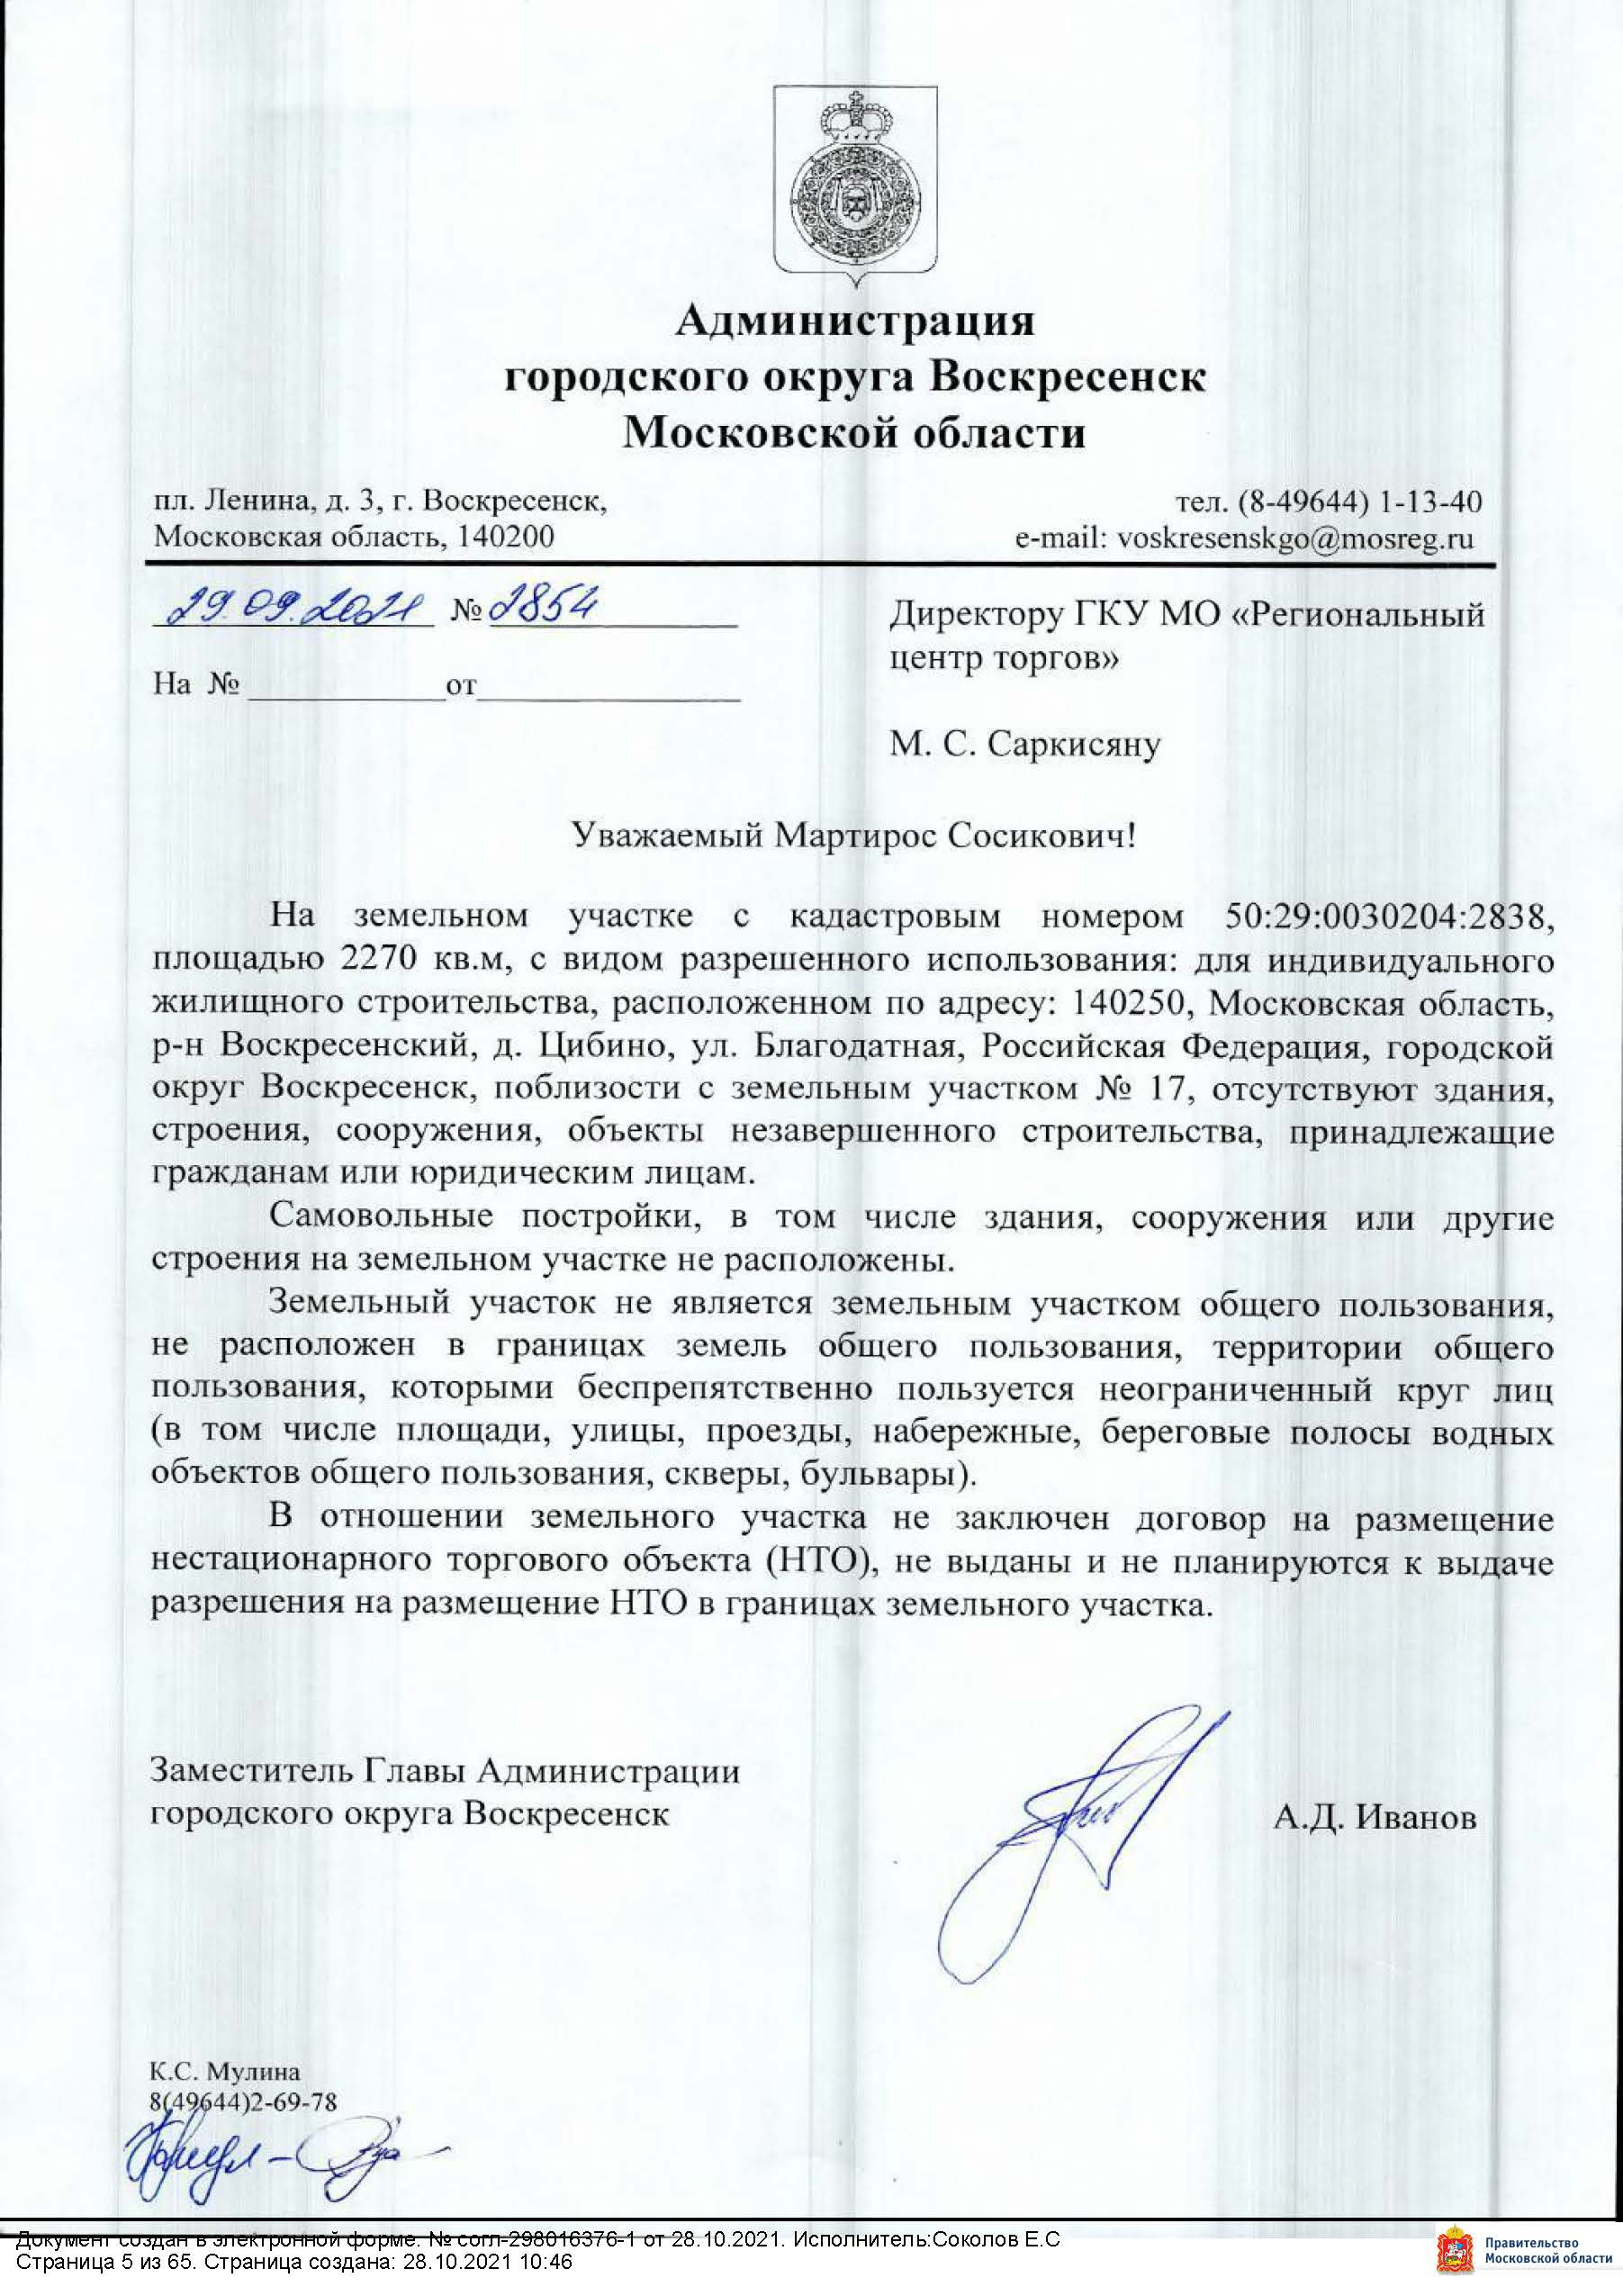 Администрация
городского округа Воскресенск
Московской области
пл. Ленина, д. 3, г. Воскресенск,
Московская область, 140200
тел. (8-49644) 1-13-40
e-mail: voskresenskgo@mosreg.ru
29.09.2021 № 2854
На № от
Директору ГКУ МО «Региональный
центр торгов»
М. С. Саркисяну
Уважаемый Мартирос Сосикович!
На земельном участке с кадастровым номером 50:29:0030204:2838,
площадью 2270 кв.м, с видом разрешенного использования: для индивидуального
жилищного строительства, расположенном по адресу: 140250, Московская область,
р-н Воскресенский, д. Цибино, ул. Благодатная, Российская Федерация, городской
округ Воскресенск, поблизости с земельным участком № 17, отсутствуют здания,
строения, сооружения, объекты незавершенного строительства, принадлежащие
гражданам или юридическим лицам.
Самовольные постройки, в том числе здания, сооружения или другие
строения на земельном участке не расположены.
Земельный участок не является земельным участком общего пользования,
не расположен в границах земель общего пользования, территории общего
пользования, которыми беспрепятственно пользуется неограниченный круг лиц
(в том числе площади, улицы, проезды, набережные, береговые полосы водных
объектов общего пользования, скверы, бульвары).
В отношении земельного участка не заключен договор на размещение
нестационарного торгового объекта (НТО), не выданы и не планируются к выдаче
разрешения на размещение НТО в границах земельного участка.
Заместитель Главы Администрации
городского округа Воскресенск
А.Д. Иванов
К.С. Мулина
8(49644)2-69-78
Документ создан в электронной форме. № согл-298016376-1 от 28.10.2021. Исполнитель:Соколов Е.С
Страница 5 из 65. Страница создана: 28.10.2021 10:46
Правительство
Московской области